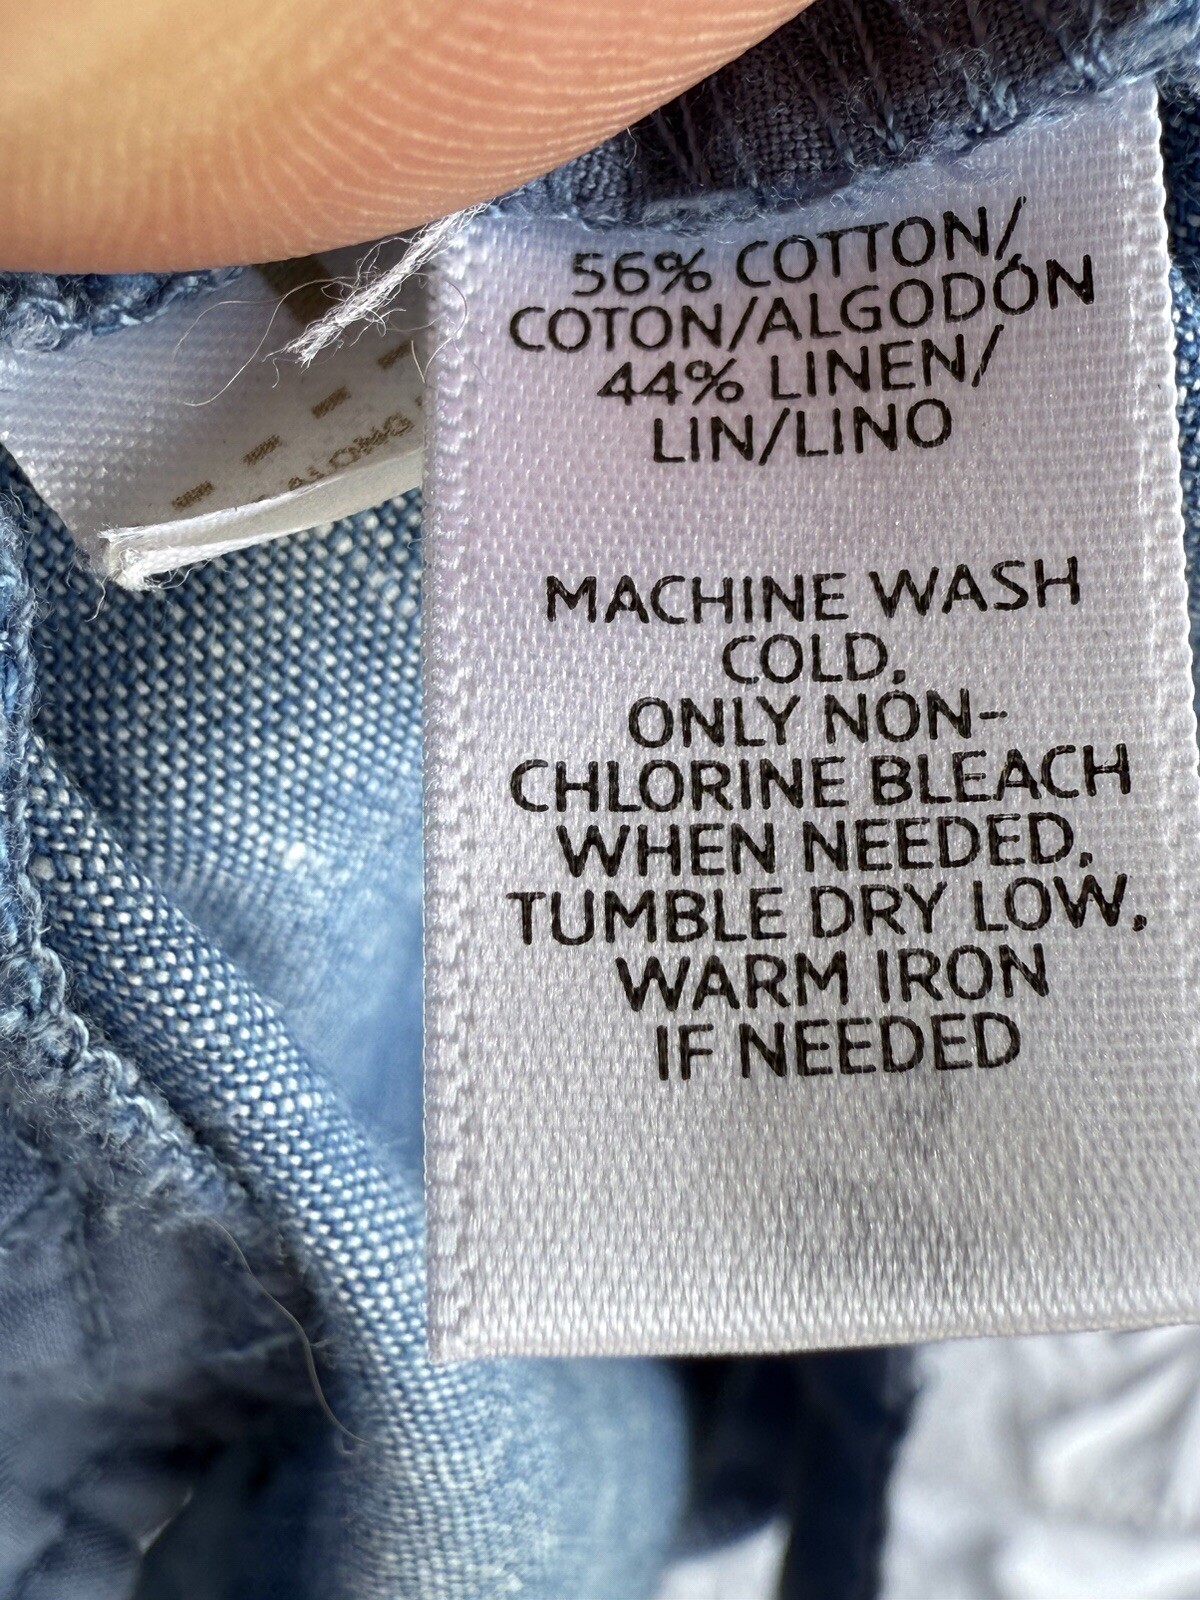 56% COTTON/
COTON/ALGODÓN
44% LINEN/
LIN/LINO
MACHINE WASH
COLD,
ONLY NON-
CHLORINE BLEACH
WHEN NEEDED,
TUMBLE DRY LOW,
WARM IRON
IF NEEDED
ALONG